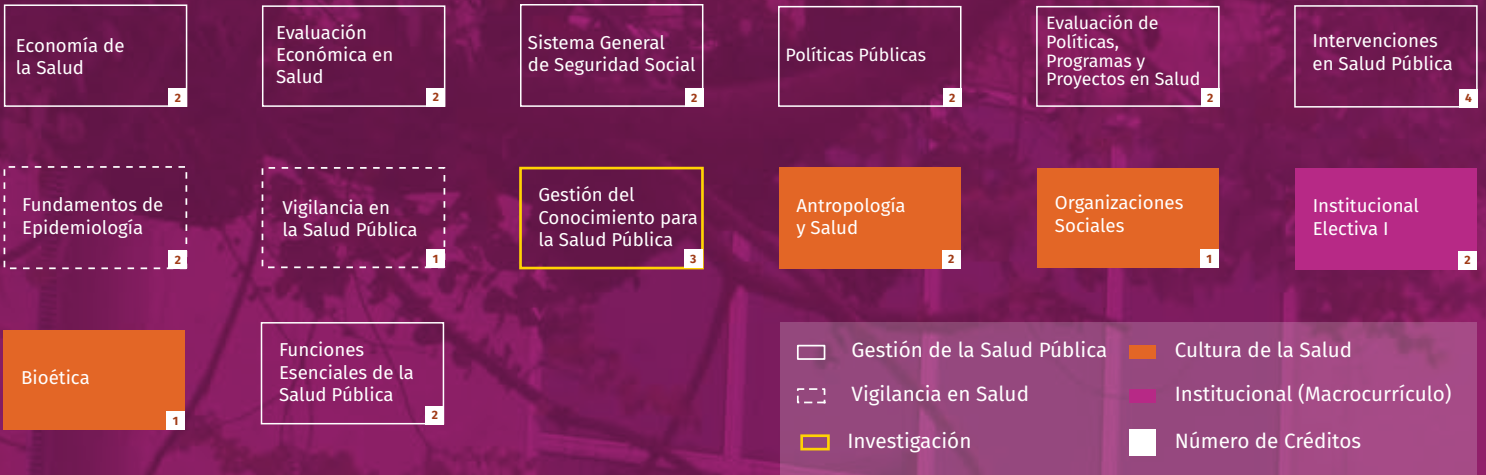 Economía de
la Salud
2
Evaluación
Económica en
Salud
2
Sistema General
de Seguridad Social
2
Políticas Públicas
2
Evaluación de
Políticas,
Programas y
Proyectos en Salud
2
Intervenciones
en Salud Pública
4
Fundamentos de
Epidemiología
2
Vigilancia en
la Salud Pública
1
Gestión del
Conocimiento para
la Salud Pública
3
Antropología
y Salud
2
Organizaciones
Sociales
1
Institucional
Electiva I
2
Bioética
1
Funciones
Esenciales de la
Salud Pública
2
Gestión de la Salud Pública
Vigilancia en Salud
Investigación
Cultura de la Salud
Institucional (Macrocurrículo)
Número de Créditos